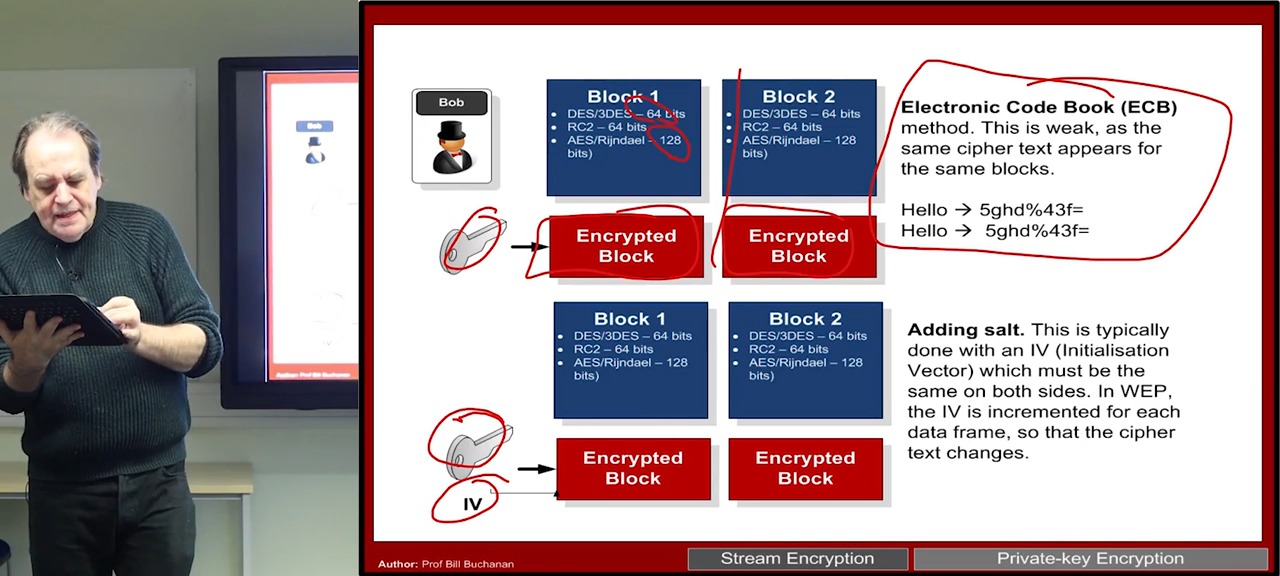 Bob
Block 1
• DES/3DES – 64 bits
• RC2 – 64 bits
• AES/Rijndael – 128
bits)
Block 2
• DES/3DES – 64 bits
• RC2 – 64 bits
• AES/Rijndael – 128
bits)
Electronic Code Book (ECB)
method. This is weak, as the
same cipher text appears for
the same blocks.
Hello → 5ghd%43f=
Hello → 5ghd%43f=
Encrypted
Block
Encrypted
Block
Block 1
• DES/3DES – 64 bits
• RC2 – 64 bits
• AES/Rijndael – 128
bits)
Block 2
• DES/3DES – 64 bits
• RC2 – 64 bits
• AES/Rijndael – 128
bits)
Adding salt. This is typically
done with an IV (Initialisation
Vector) which must be the
same on both sides. In WEP,
the IV is incremented for each
data frame, so that the cipher
text changes.
IV
Encrypted
Block
Encrypted
Block
Author: Prof Bill Buchanan
Stream Encryption
Private-key Encryption
Bob
Author: Prof Bill Buchanan